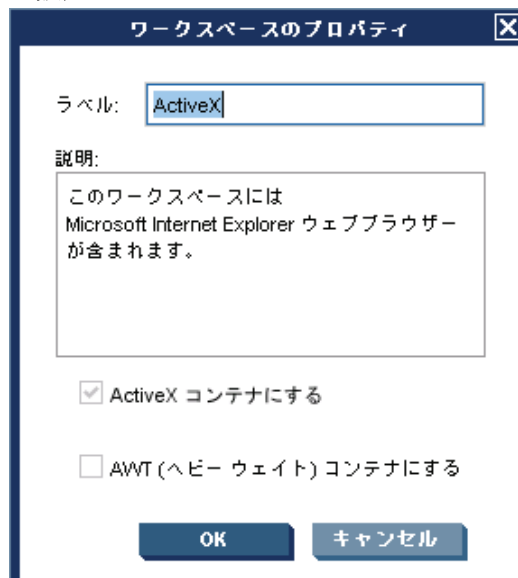 ワークスペースのプロパティ
ラベル: ActiveX
説明:
このワークスペースには
Microsoft Internet Explorer ウェブブラウザー
が含まれます。
ActiveX コンテナにする
AWT (ヘビー ウェイト) コンテナにする
OK キャンセル